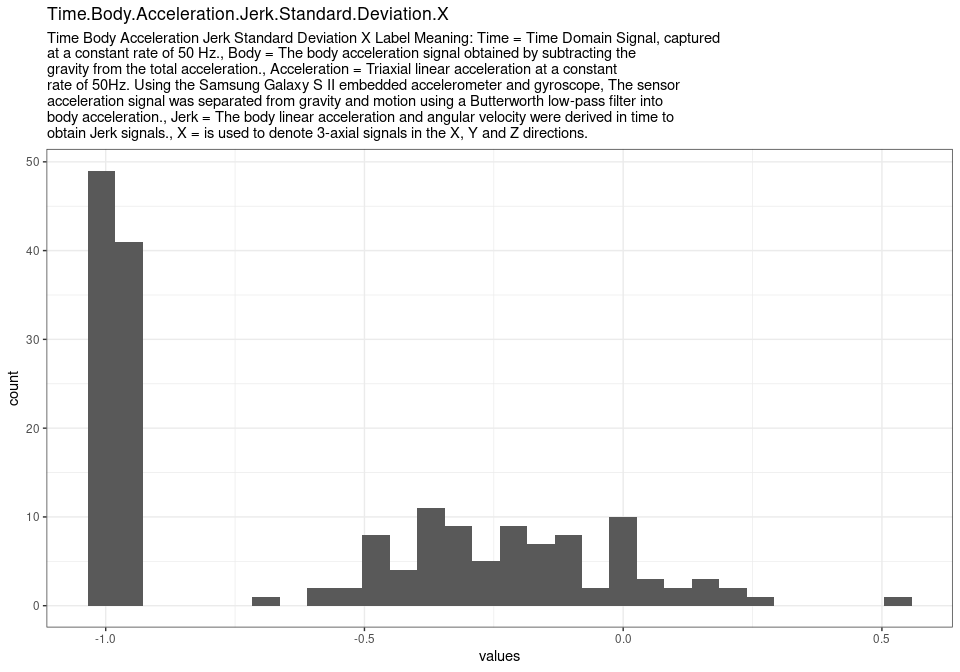 Time.Body.Acceleration.Jerk.Standard.Deviation.X
Time Body Acceleration Jerk Standard Deviation X Label Meaning: Time = Time Domain Signal, captured
at a constant rate of 50 Hz., Body = The body acceleration signal obtained by subtracting the
gravity from the total acceleration., Acceleration = Triaxial linear acceleration at a constant
rate of 50Hz. Using the Samsung Galaxy S II embedded accelerometer and gyroscope, The sensor
acceleration signal was separated from gravity and motion using a Butterworth low-pass filter into
body acceleration., Jerk = The body linear acceleration and angular velocity were derived in time to
obtain Jerk signals., X = is used to denote 3-axial signals in the X, Y and Z directions.
50
40
30
20
10
0
count
-1.0 -0.5 0.0 0.5
values